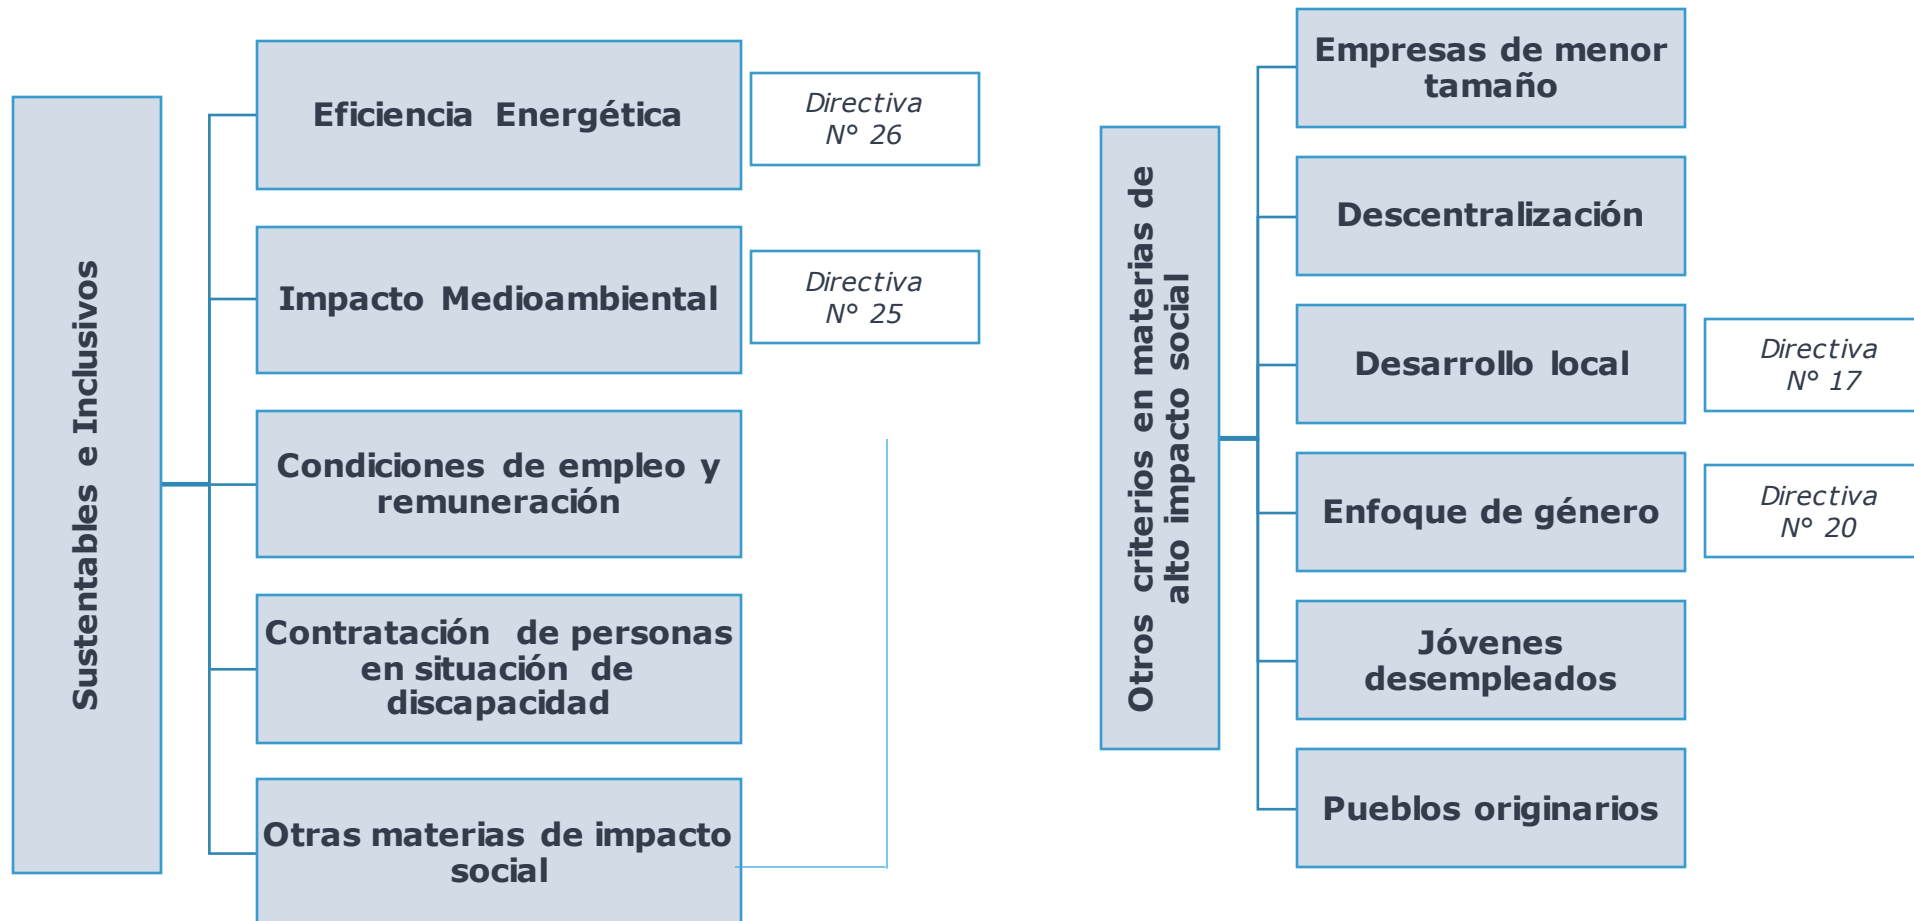 Sustentables e Inclusivos
Eficiencia Energética
Directiva
N° 26
Impacto Medioambiental
Directiva
N° 25
Condiciones de empleo y
remuneración
Contratación de personas
en situación de
discapacidad
Otras materias de impacto
social
Otros criterios en materias de
alto impacto social
Empresas de menor
tamaño
Descentralización
Desarrollo local
Directiva
N° 17
Enfoque de género
Directiva
N° 20
Jóvenes
desempleados
Pueblos originarios